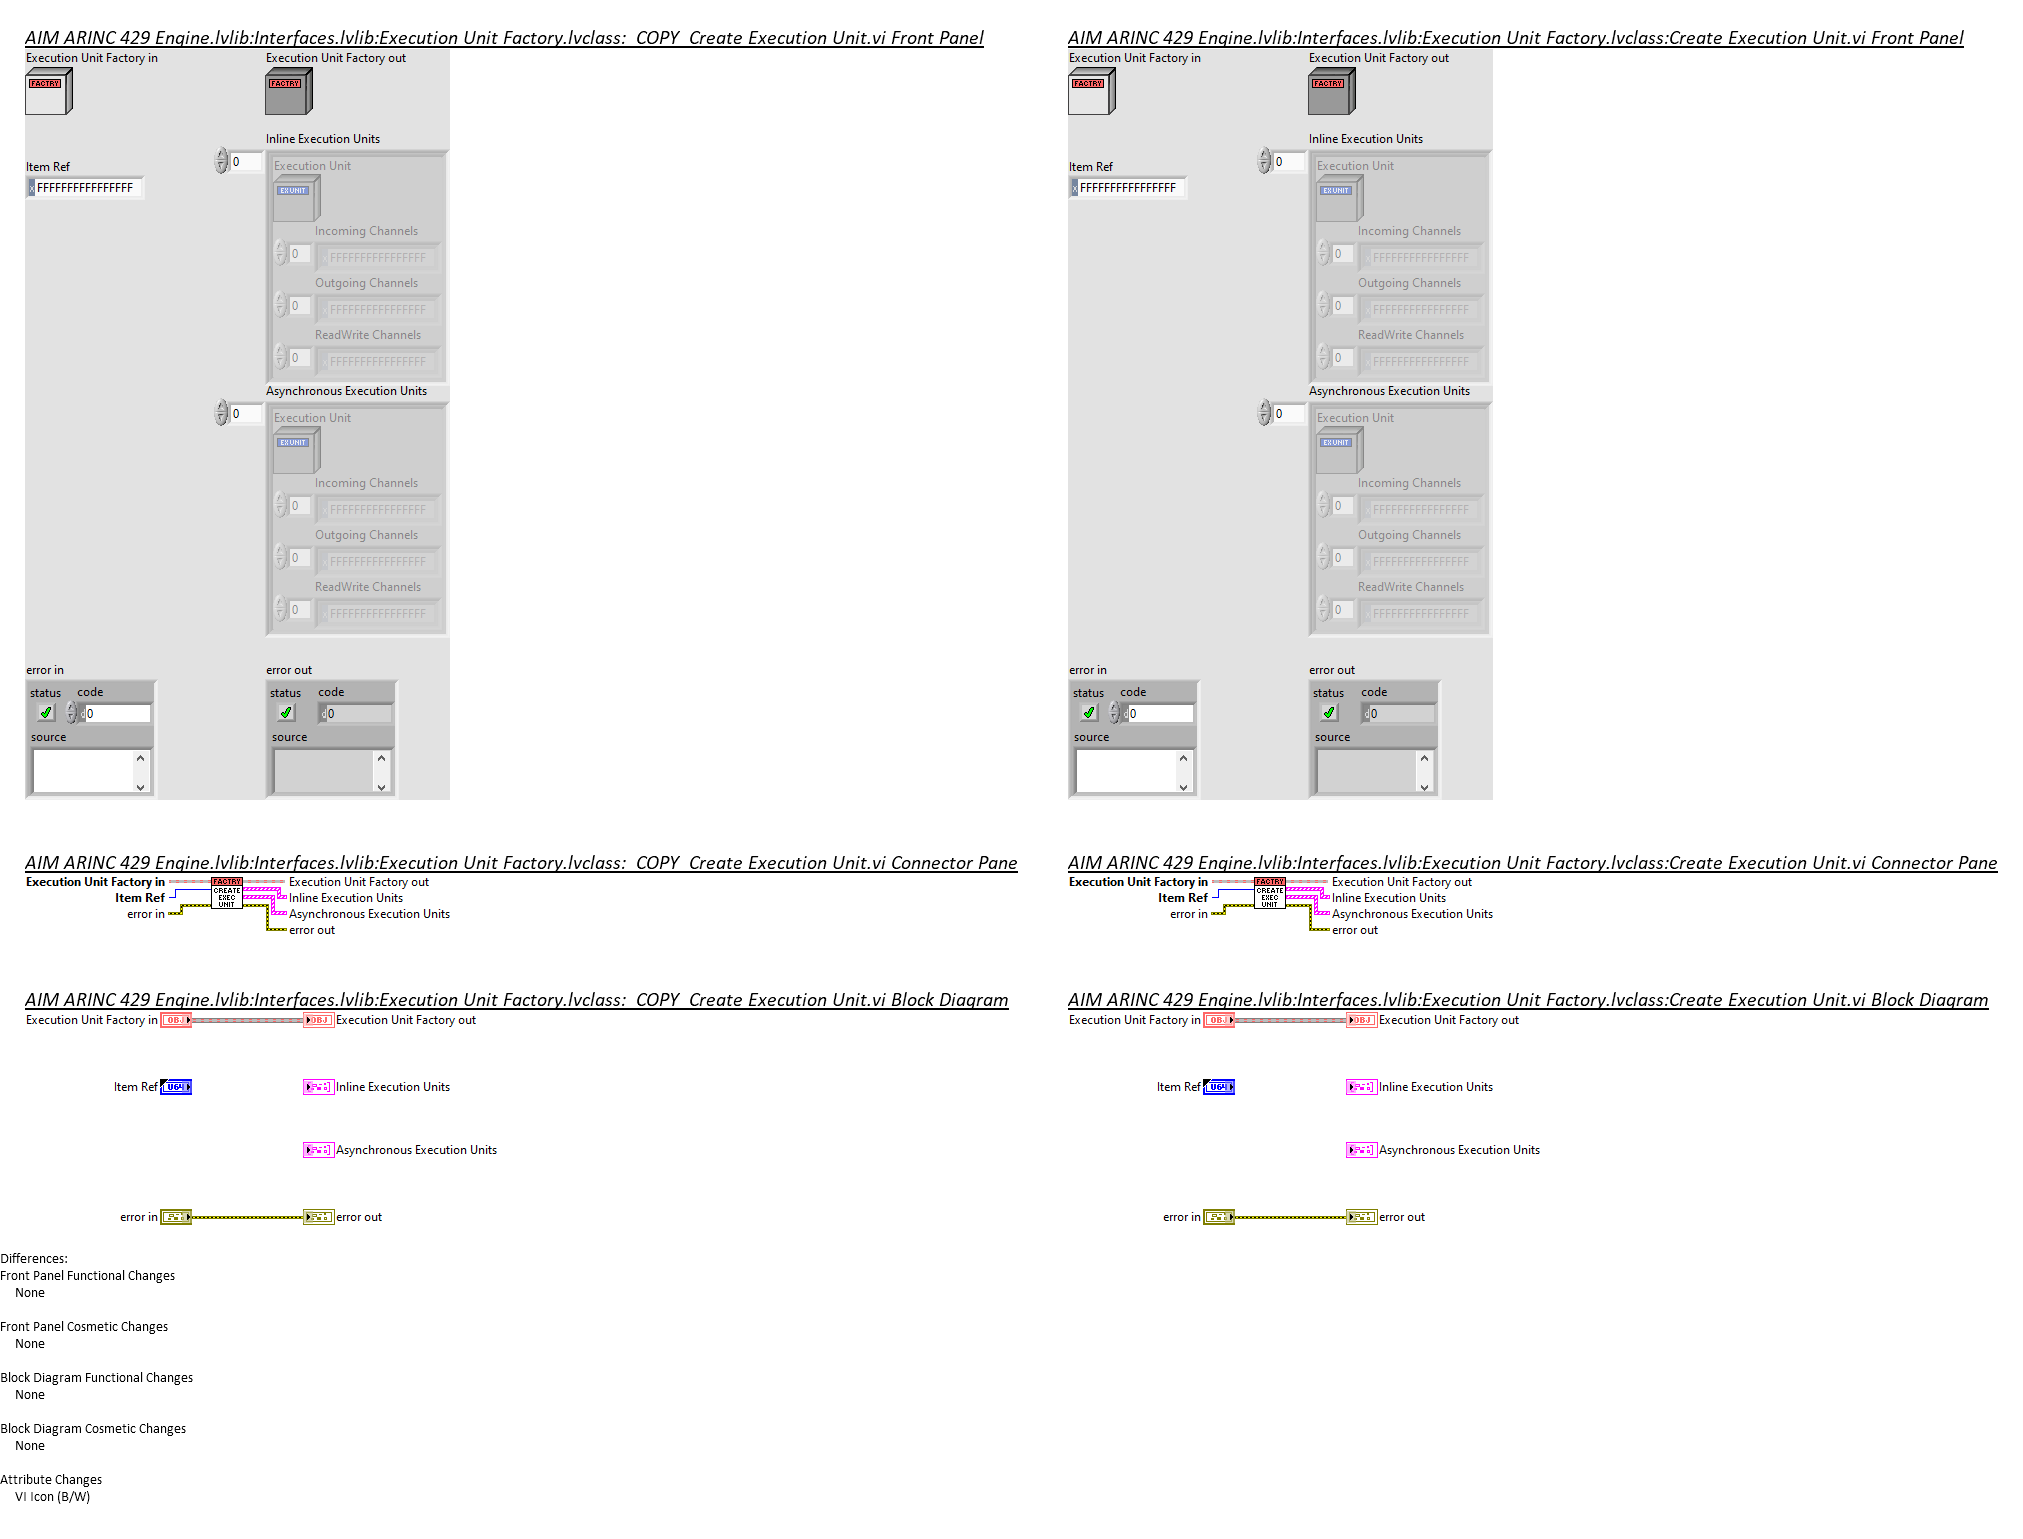 AIM ARINC 429 Engine.lvlib:Interfaces.lvlib:Execution Unit Factory.lvclass:_COPY_Create Execution Unit.vi Front Panel
Execution Unit Factory in
Execution Unit Factory out
FACTRY
FACTRY
Inline Execution Units
0
Item Ref
x FFFFFFFFFFFFFFFF
Execution Unit
EXUNIT
Incoming Channels
0
FFFFFFFFFFFFFFFF
Outgoing Channels
0
FFFFFFFFFFFFFFFF
ReadWrite Channels
0
FFFFFFFFFFFFFFFF
Asynchronous Execution Units
0
Execution Unit
EXUNIT
Incoming Channels
0
FFFFFFFFFFFFFFFF
Outgoing Channels
0
FFFFFFFFFFFFFFFF
ReadWrite Channels
0
FFFFFFFFFFFFFFFF
error in
error out
status code
d0
source
status code
d0
source
AIM ARINC 429 Engine.lvlib:Interfaces.lvlib:Execution Unit Factory.lvclass:Create Execution Unit.vi Front Panel
Execution Unit Factory in
Execution Unit Factory out
FACTRY
FACTRY
Inline Execution Units
0
Item Ref
x FFFFFFFFFFFFFFFF
Execution Unit
EXUNIT
Incoming Channels
0
FFFFFFFFFFFFFFFF
Outgoing Channels
0
FFFFFFFFFFFFFFFF
ReadWrite Channels
0
FFFFFFFFFFFFFFFF
Asynchronous Execution Units
0
Execution Unit
EXUNIT
Incoming Channels
0
FFFFFFFFFFFFFFFF
Outgoing Channels
0
FFFFFFFFFFFFFFFF
ReadWrite Channels
0
FFFFFFFFFFFFFFFF
error in
error out
status code
d0
source
status code
d0
source
AIM ARINC 429 Engine.lvlib:Interfaces.lvlib:Execution Unit Factory.lvclass:_COPY_Create Execution Unit.vi Connector Pane
Execution Unit Factory in
Item Ref
error in
FACTRY
CREATE
EXEC
UNIT
Execution Unit Factory out
Inline Execution Units
Asynchronous Execution Units
error out
AIM ARINC 429 Engine.lvlib:Interfaces.lvlib:Execution Unit Factory.lvclass:Create Execution Unit.vi Connector Pane
Execution Unit Factory in
Item Ref
error in
FACTRY
CREATE
EXEC
UNIT
Execution Unit Factory out
Inline Execution Units
Asynchronous Execution Units
error out
AIM ARINC 429 Engine.lvlib:Interfaces.lvlib:Execution Unit Factory.lvclass:_COPY_Create Execution Unit.vi Block Diagram
Execution Unit Factory in OBJ OBJ Execution Unit Factory out
Item Ref U64 Inline Execution Units
Asynchronous Execution Units
error in error out
AIM ARINC 429 Engine.lvlib:Interfaces.lvlib:Execution Unit Factory.lvclass:Create Execution Unit.vi Block Diagram
Execution Unit Factory in OBJ OBJ Execution Unit Factory out
Item Ref U64 Inline Execution Units
Asynchronous Execution Units
error in error out
Differences:
Front Panel Functional Changes
None
Front Panel Cosmetic Changes
None
Block Diagram Functional Changes
None
Block Diagram Cosmetic Changes
None
Attribute Changes
VI Icon (B/W)